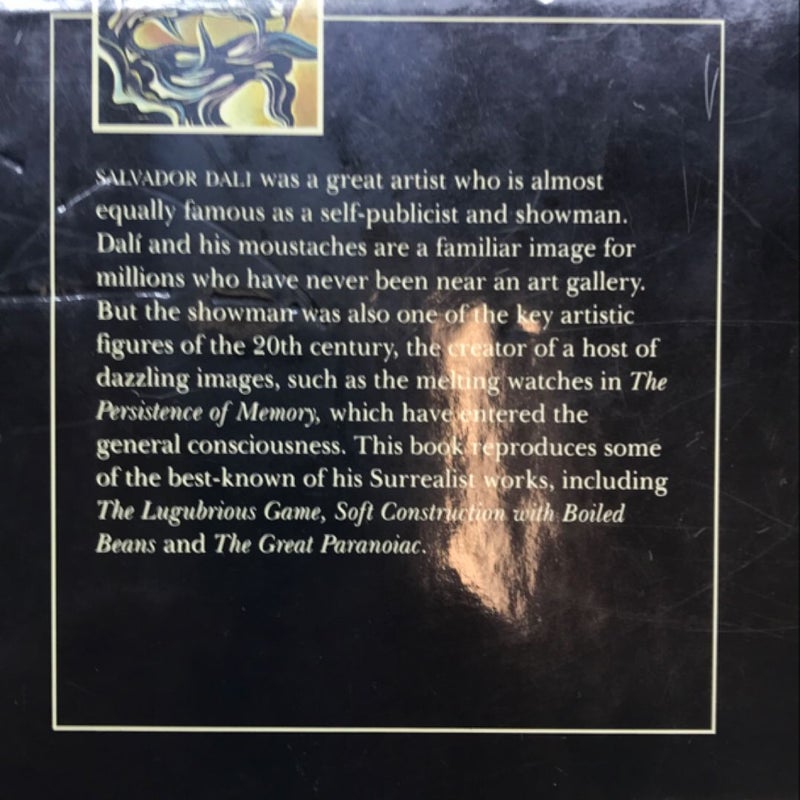 SALVADOR DALI was a great artist who is almost
equally famous as a self-publicist and showman.
Dalí and his moustaches are a familiar image for
millions who have never been near an art gallery.
But the showman was also one of the key artistic
figures of the 20th century, the creator of a host of
dazzling images, such as the melting watches in The
Persistence of Memory, which have entered the
general consciousness. This book reproduces some
of the best-known of his Surrealist works, including
The Lugubrious Game, Soft Construction with Boiled
Beans and The Great Paranoiac.